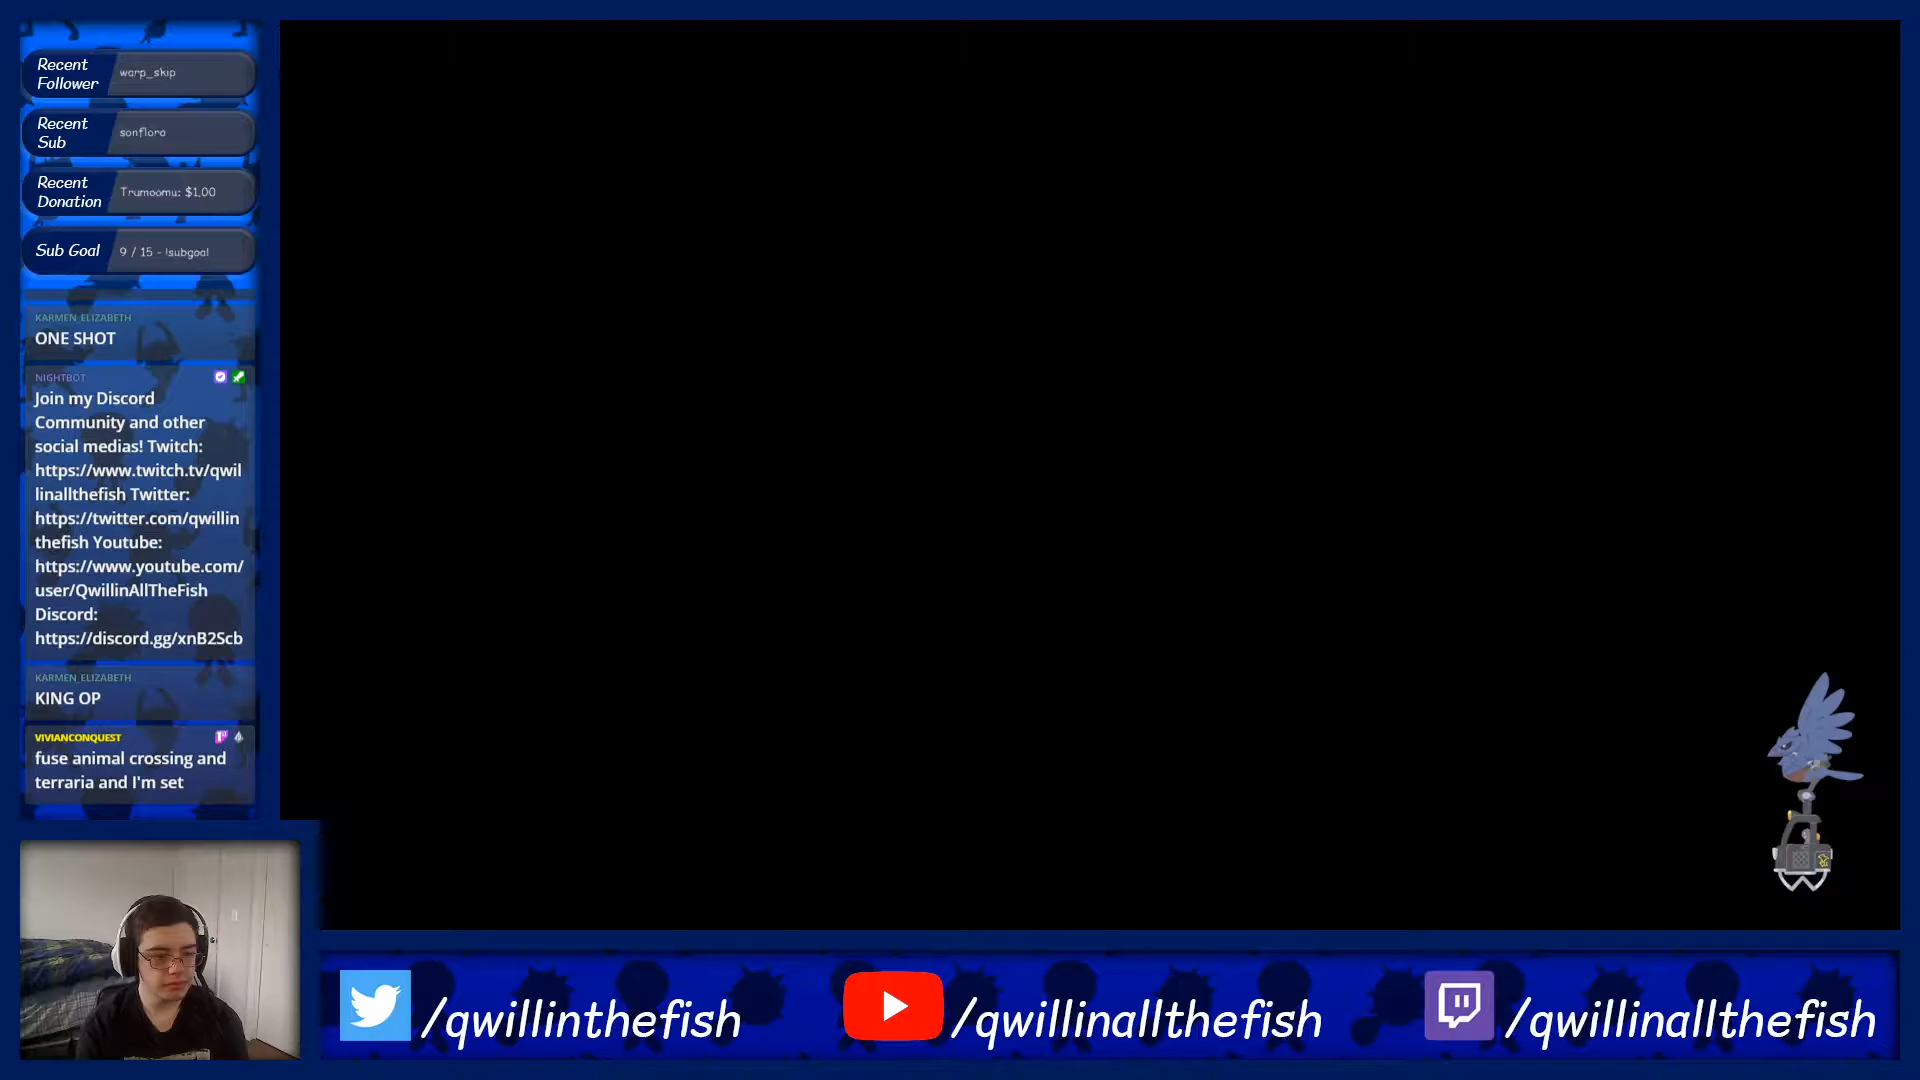 Recent
Follower
warp_skip
Recent
Sub
sonflora
Recent
Donation
Trumoomu: $1.00
Sub Goal
9 / 15 - !subgoal
KARMEN_ELIZABETH
ONE SHOT
NIGHTBOT
Join my Discord
Community and other
social medias! Twitch:
https://www.twitch.tv/qwil
linallthefish Twitter:
https://twitter.com/qwillin
thefish Youtube:
https://www.youtube.com/
user/QwillinAllTheFish
Discord:
https://discord.gg/xnB2Scb
KARMEN_ELIZABETH
KING OP
VIVIANCONQUEST
fuse animal crossing and
terraria and I'm set
/qwillinthefish
/qwillinallthefish
/qwillinallthefish